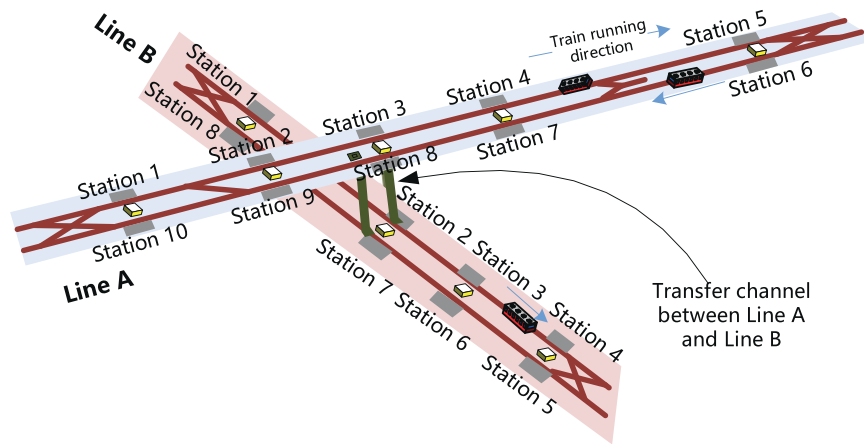 Line B
Station 1
Station 8
Station 2
Station 3
Station 4
Train running
direction
Station 5
Station 6
Station 7
Station 8
Station 1
Station 9
Station 10
Line A
Station 2
Station 3
Station 4
Station 7
Station 6
Station 5
Transfer channel
between Line A
and Line B